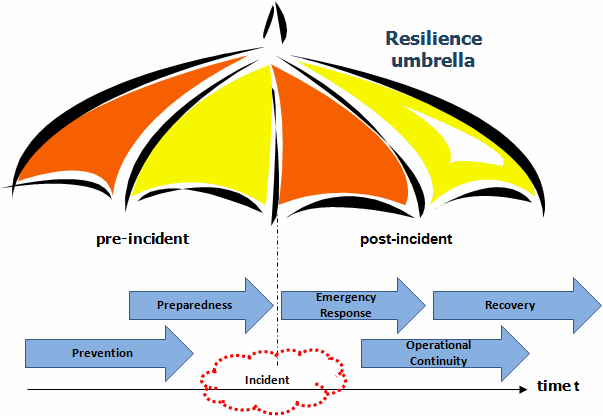 Resilience
umbrella
pre-incident
post-incident
Preparedness
Emergency
Response
Recovery
Prevention
Operational
Continuity
Incident
time t